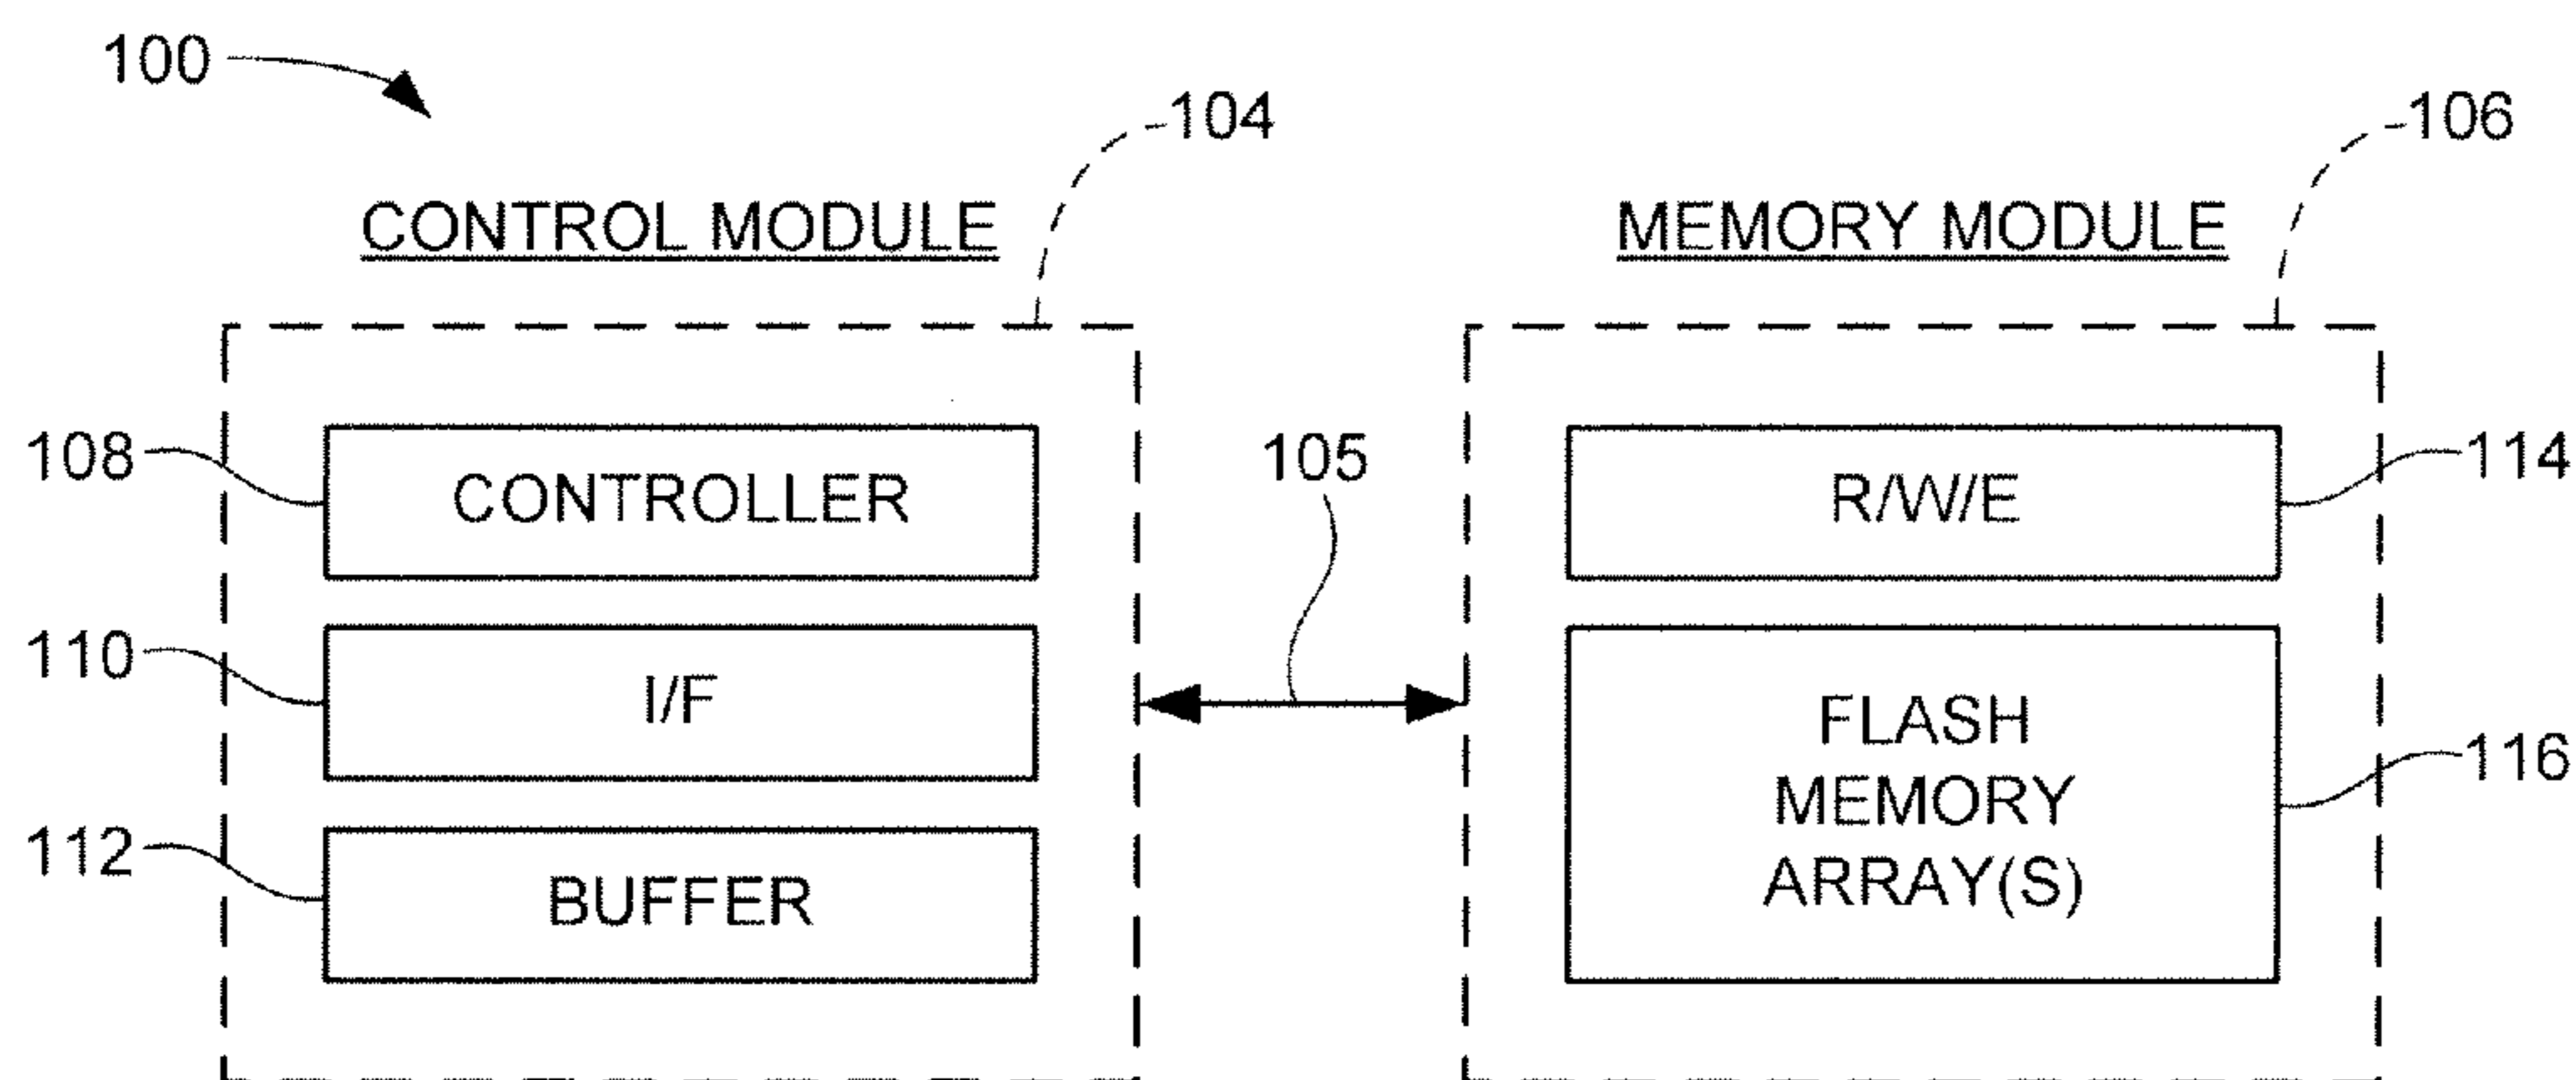 100
104
106
CONTROL MODULE
MEMORY MODULE
108
CONTROLLER
105
R/W/E
114
110
I/F
FLASH
MEMORY
ARRAY(S)
116
112
BUFFER